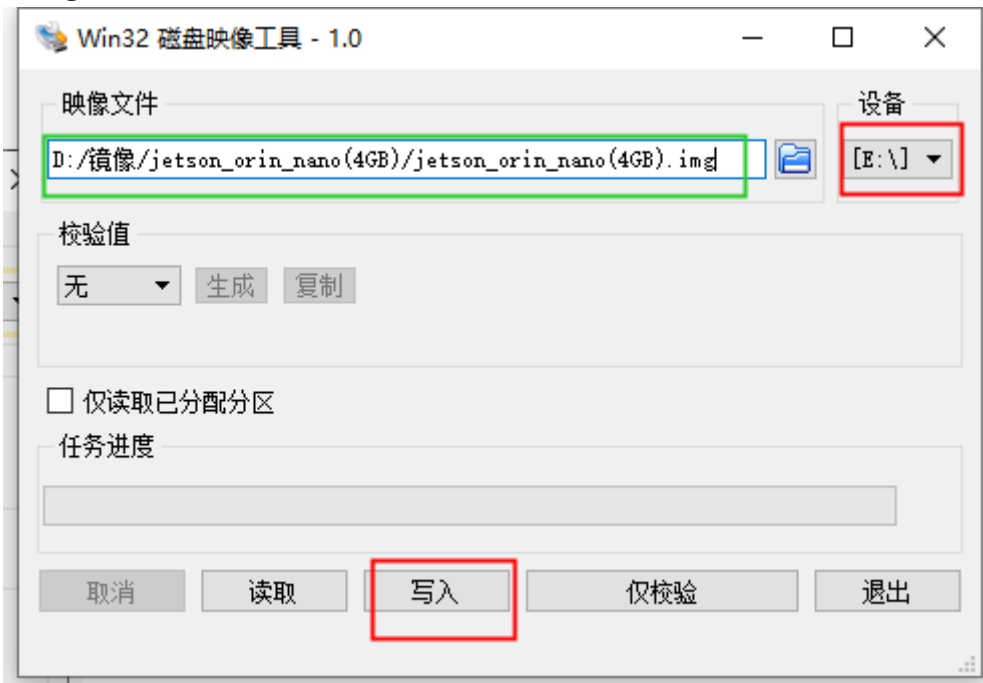 Win32 磁盘映像工具 - 1.0
映像文件
设备
D:/镜像/jetson_orin_nano(4GB)/jetson_orin_nano(4GB).img
[E:\]
校验值
无
生成
复制
仅读取已分配分区
任务进度
取消
读取
写入
仅校验
退出